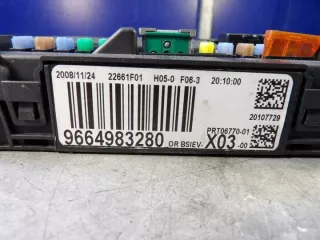 2008/11/24 22661F01 H05-0 F06-3 20:10:00
20107729
PRT06770-01
9664983280 OR BSIEV- X03 -00